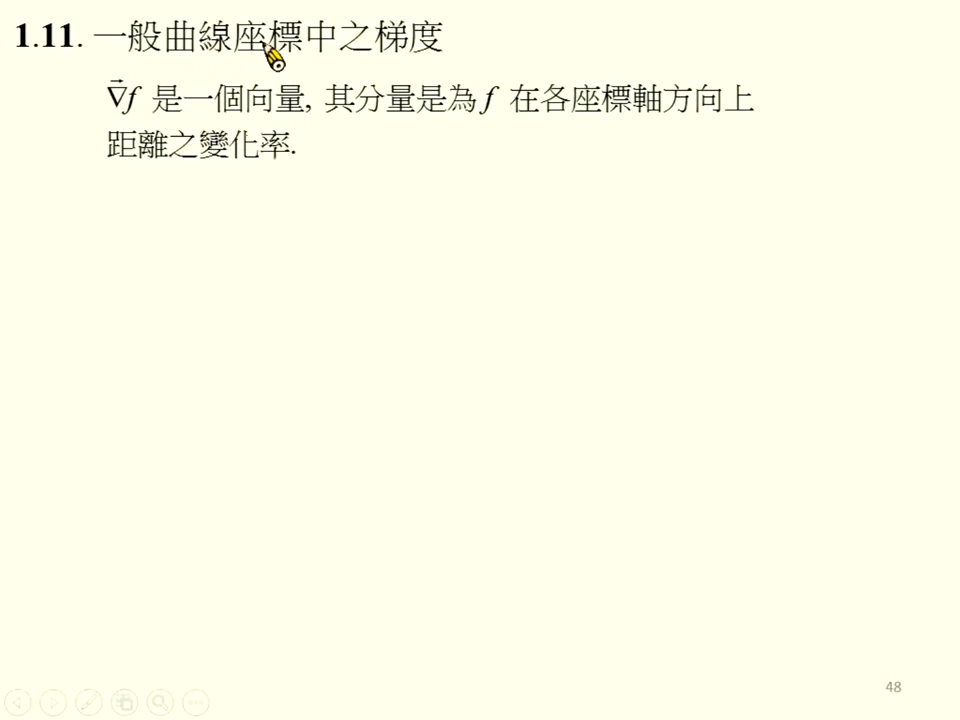 1.11. 一般曲線座標中之梯度
∇⃗f 是一個向量, 其分量是為 f 在各座標軸方向上
距離之變化率.
48